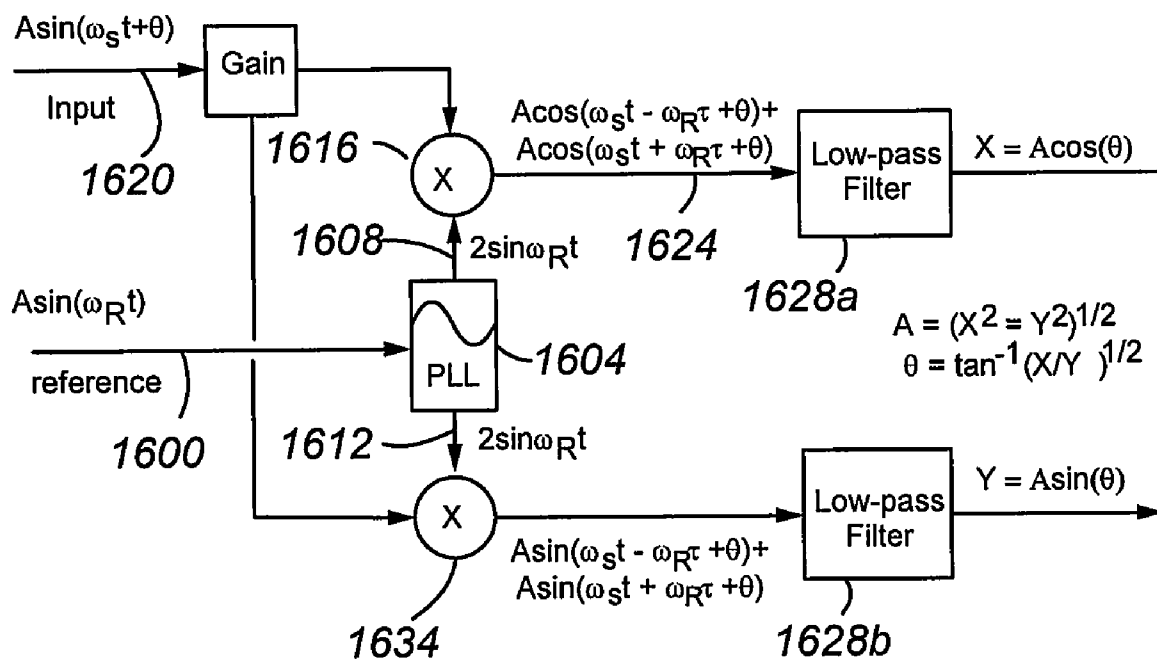 Asin(ωSt+θ)
Gain
Input
1620
1616
X
Acos(ωSt - ωRτ +θ)+
Acos(ωSt + ωRτ +θ)
1624
Low-pass
Filter
X = Acos(θ)
1628a
1608
2sinωRt
Asin(ωRt)
reference
1600
PLL
1604
A = (X2 = Y2)1/2
θ = tan-1(X/Y )1/2
1612
2sinωRt
X
1634
Asin(ωSt - ωRτ +θ)+
Asin(ωSt + ωRτ +θ)
Low-pass
Filter
Y = Asin(θ)
1628b